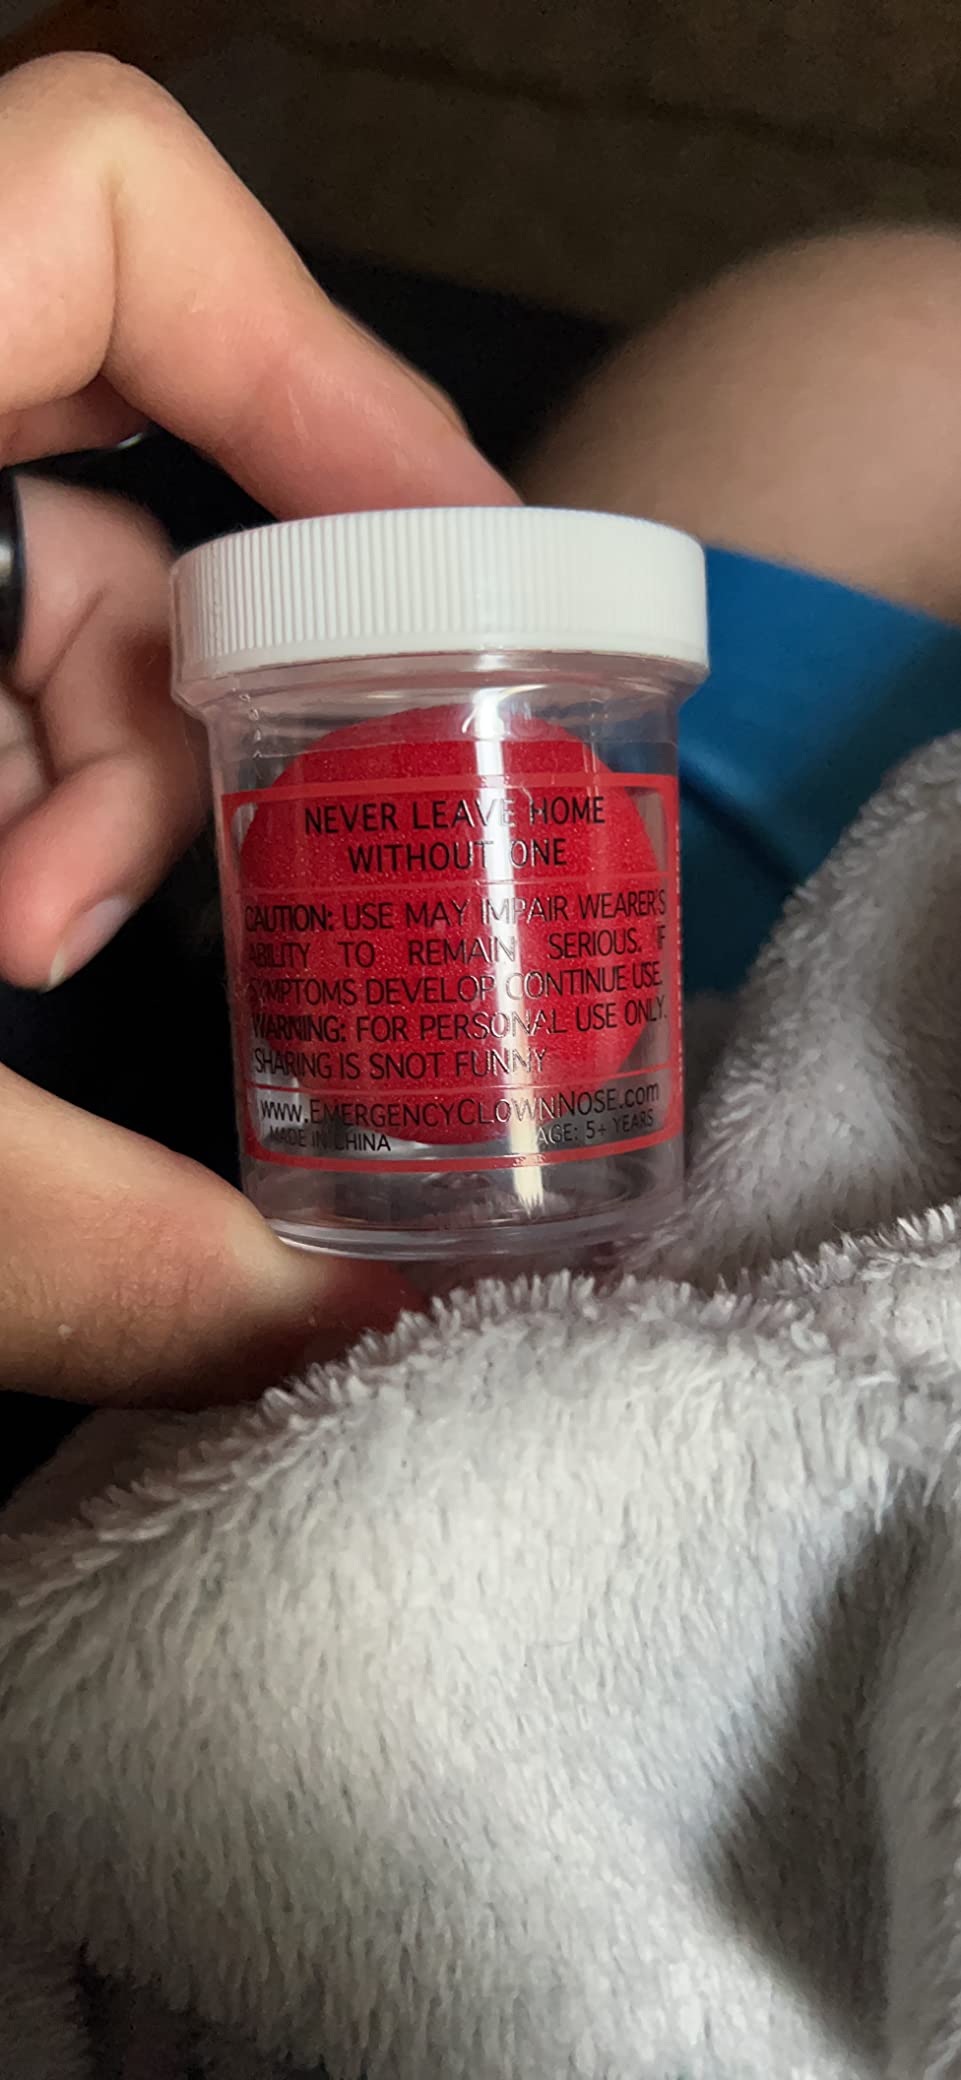 NEVER LEAVE HOME
WITHOUT ONE
CAUTION: USE MAY IMPAIR WEARER'S
ABILITY TO REMAIN SERIOUS. IF
SYMPTOMS DEVELOP CONTINUE USE.
WARNING: FOR PERSONAL USE ONLY.
SHARING IS SNOT FUNNY
www.EMERGENCYCLOWNNOSE.com
MADE IN CHINA AGE: 5+ YEARS